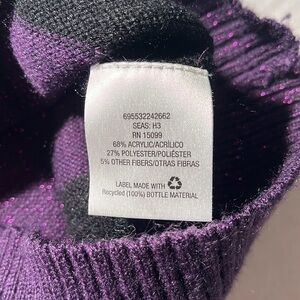 695532242662
SEAS: H3
RN 15099
68% ACRYLIC/ACRÍLICO
27% POLYESTER/POLIÉSTER
5% OTHER FIBERS/OTRAS FIBRAS
LABEL MADE WITH
Recycled (100%) BOTTLE MATERIAL